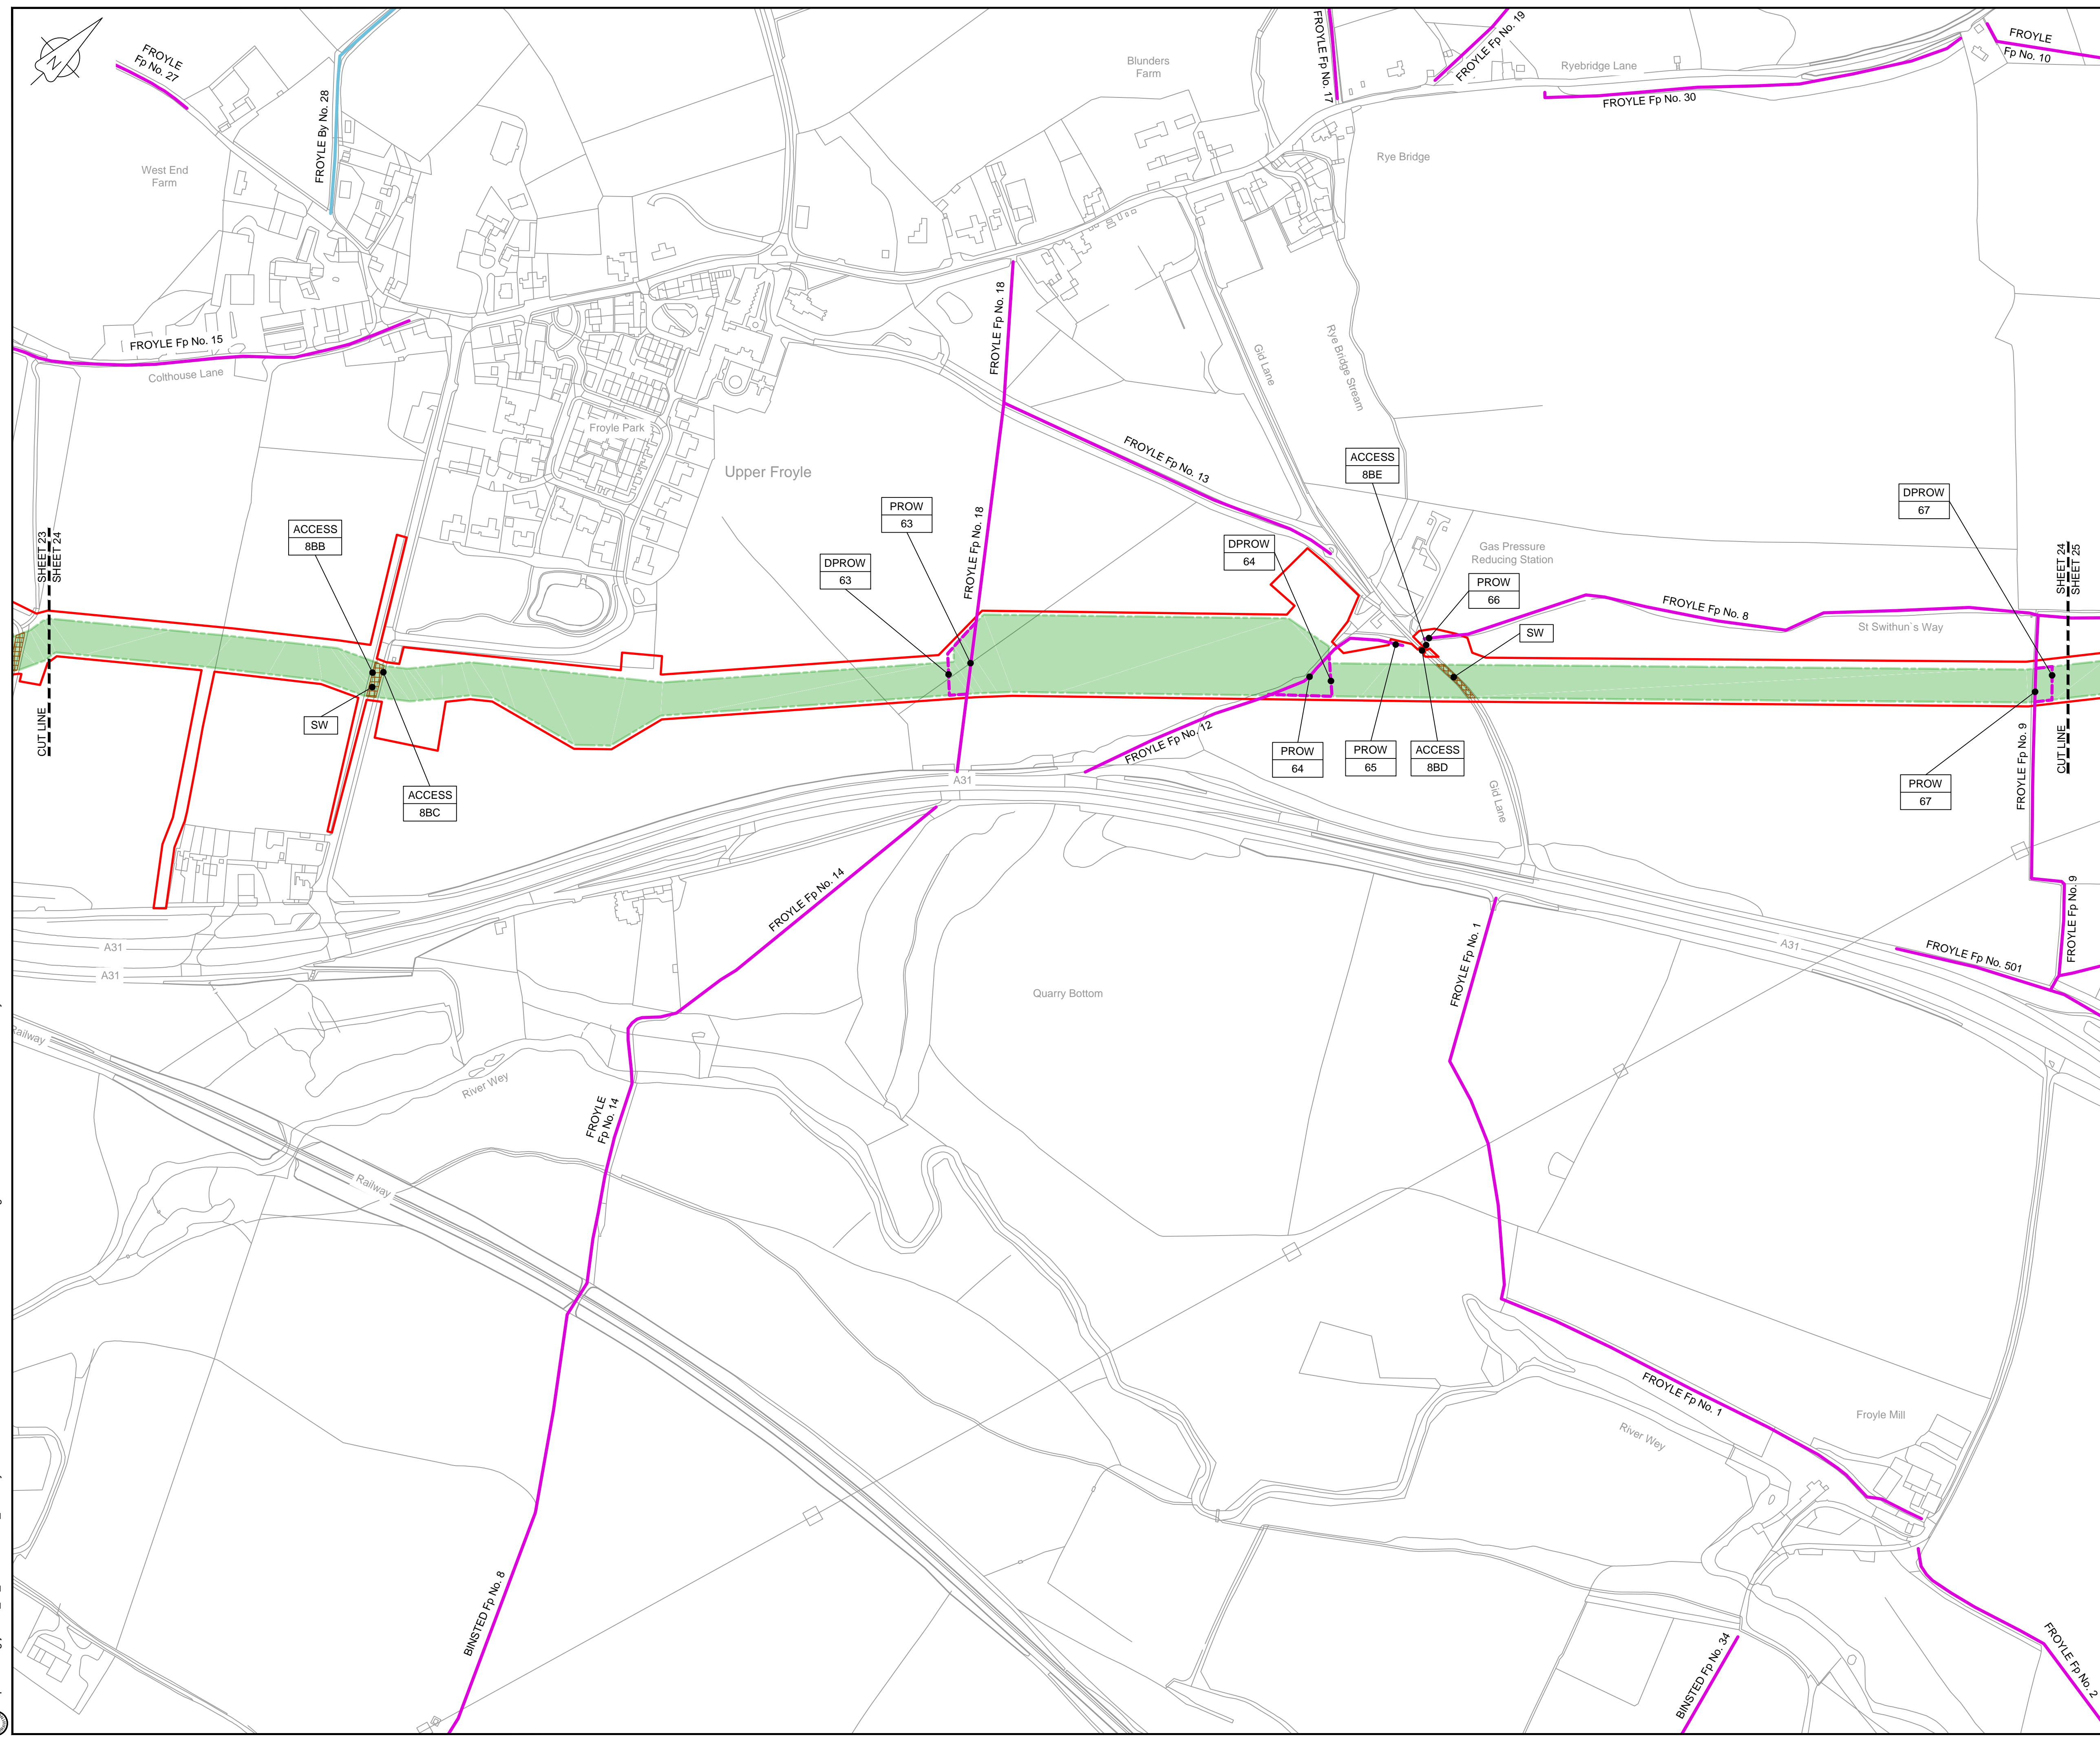 N
FROYLE
Fp No. 27
FROYLE By No. 28
West End
Farm
Blunders
Farm
FROYLE Fp No. 17
FROYLE Fp No. 19
Ryebridge Lane
FROYLE Fp No. 30
FROYLE
Fp No. 10
Rye Bridge
FROYLE Fp No. 15
Colthouse Lane
Froyle Park
Upper Froyle
FROYLE Fp No. 18
Gid Lane
Rye Bridge Stream
FROYLE Fp No. 13
FROYLE Fp No. 18
SHEET 23
SHEET 24
CUT LINE
ACCESS
8BB
PROW
63
DPROW
63
DPROW
64
ACCESS
8BE
Gas Pressure
Reducing Station
PROW
66
SW
FROYLE Fp No. 8
St Swithun`s Way
DPROW
67
SHEET 24
SHEET 25
CUT LINE
SW
ACCESS
8BC
FROYLE Fp No. 12
PROW
64
PROW
65
ACCESS
8BD
PROW
67
FROYLE Fp No. 9
A31
Gid Lane
FROYLE Fp No. 14
FROYLE Fp No. 9
A31
A31
A31
FROYLE Fp No. 501
FROYLE Fp No. 1
Quarry Bottom
Railway
River Wey
FROYLE
Fp No. 14
Railway
FROYLE Fp No. 1
Froyle Mill
River Wey
BINSTED Fp No. 8
BINSTED Fp No. 34
FROYLE Fp No. 2